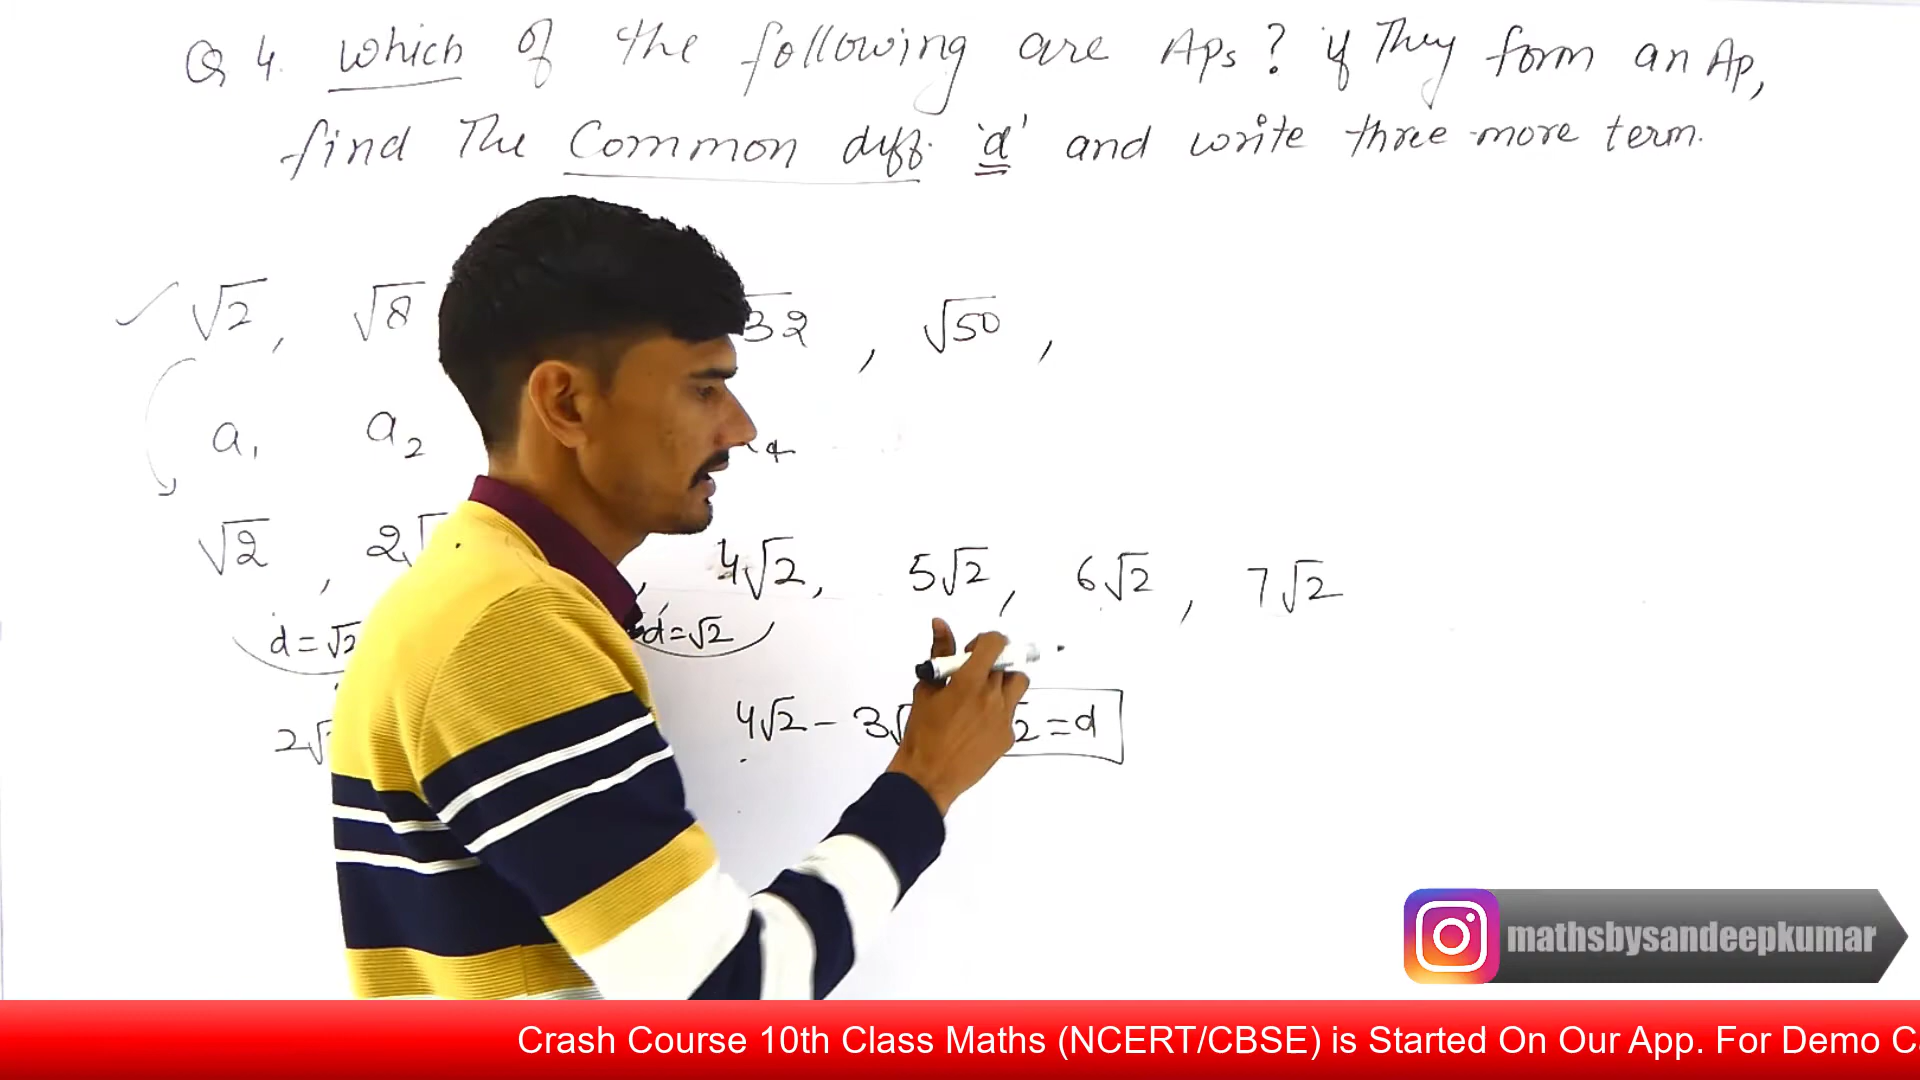 Q 4. Which of the following are APs? if They form an Ap,
find The Common diff. 'd' and write three more term.
√2, √8 32, √50,
a₁ a₂ 4
√2, 2√ , 4√2, 5√2, 6√2, 7√2
d=√2 d=√2
2√ 4√2 - 3√ 2 = d
mathsbysandeepkumar
Crash Course 10th Class Maths (NCERT/CBSE) is Started On Our App. For Demo C